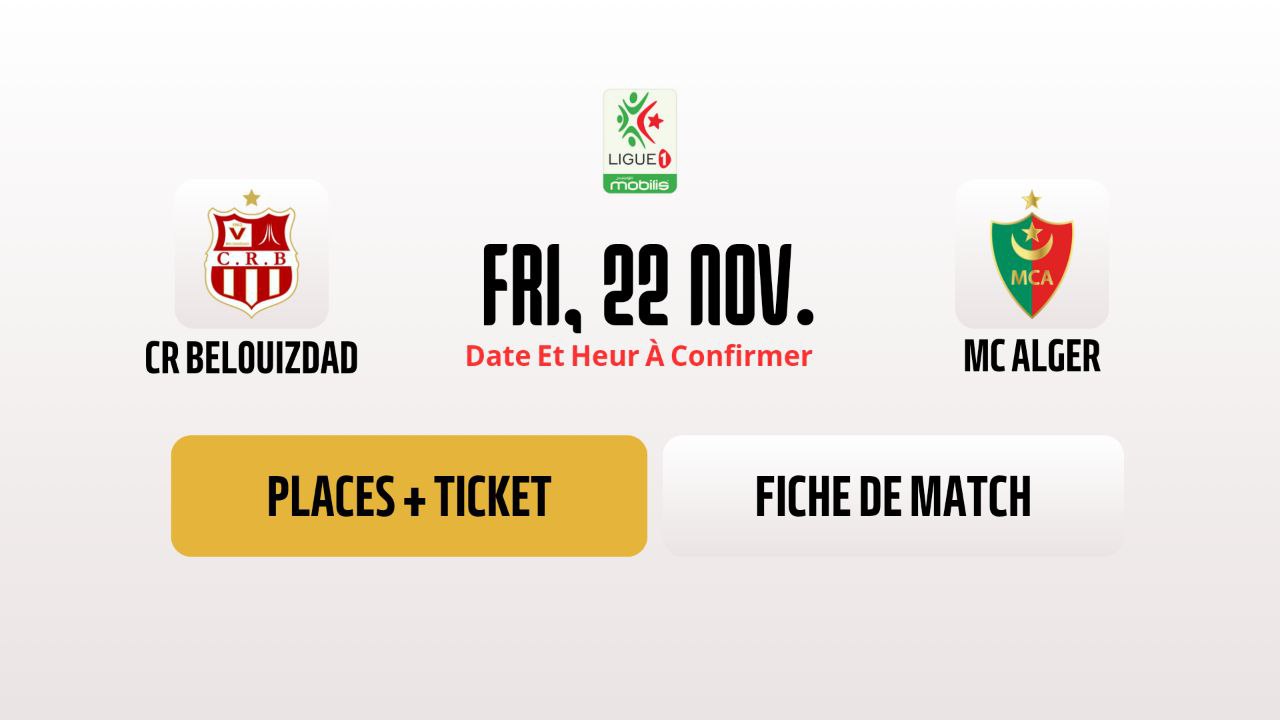 LIGUE 1
mobilis
C.R.B
MCA
FRI, 22 NOV.
CR BELOUIZDAD
Date Et Heur À Confirmer
MC ALGER
PLACES + TICKET
FICHE DE MATCH